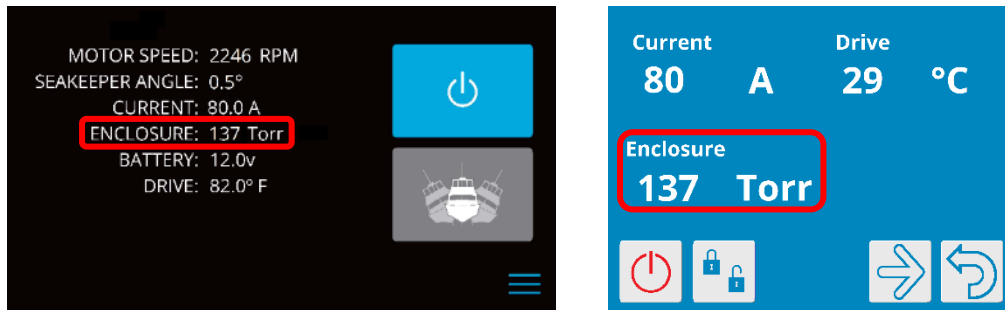 MOTOR SPEED: 2246 RPM
SEAKEEPER ANGLE: 0.5°
CURRENT: 80.0 A
ENCLOSURE: 137 Torr
BATTERY: 12.0v
DRIVE: 82.0° F
Current Drive
80 A 29 °C
Enclosure
137 Torr